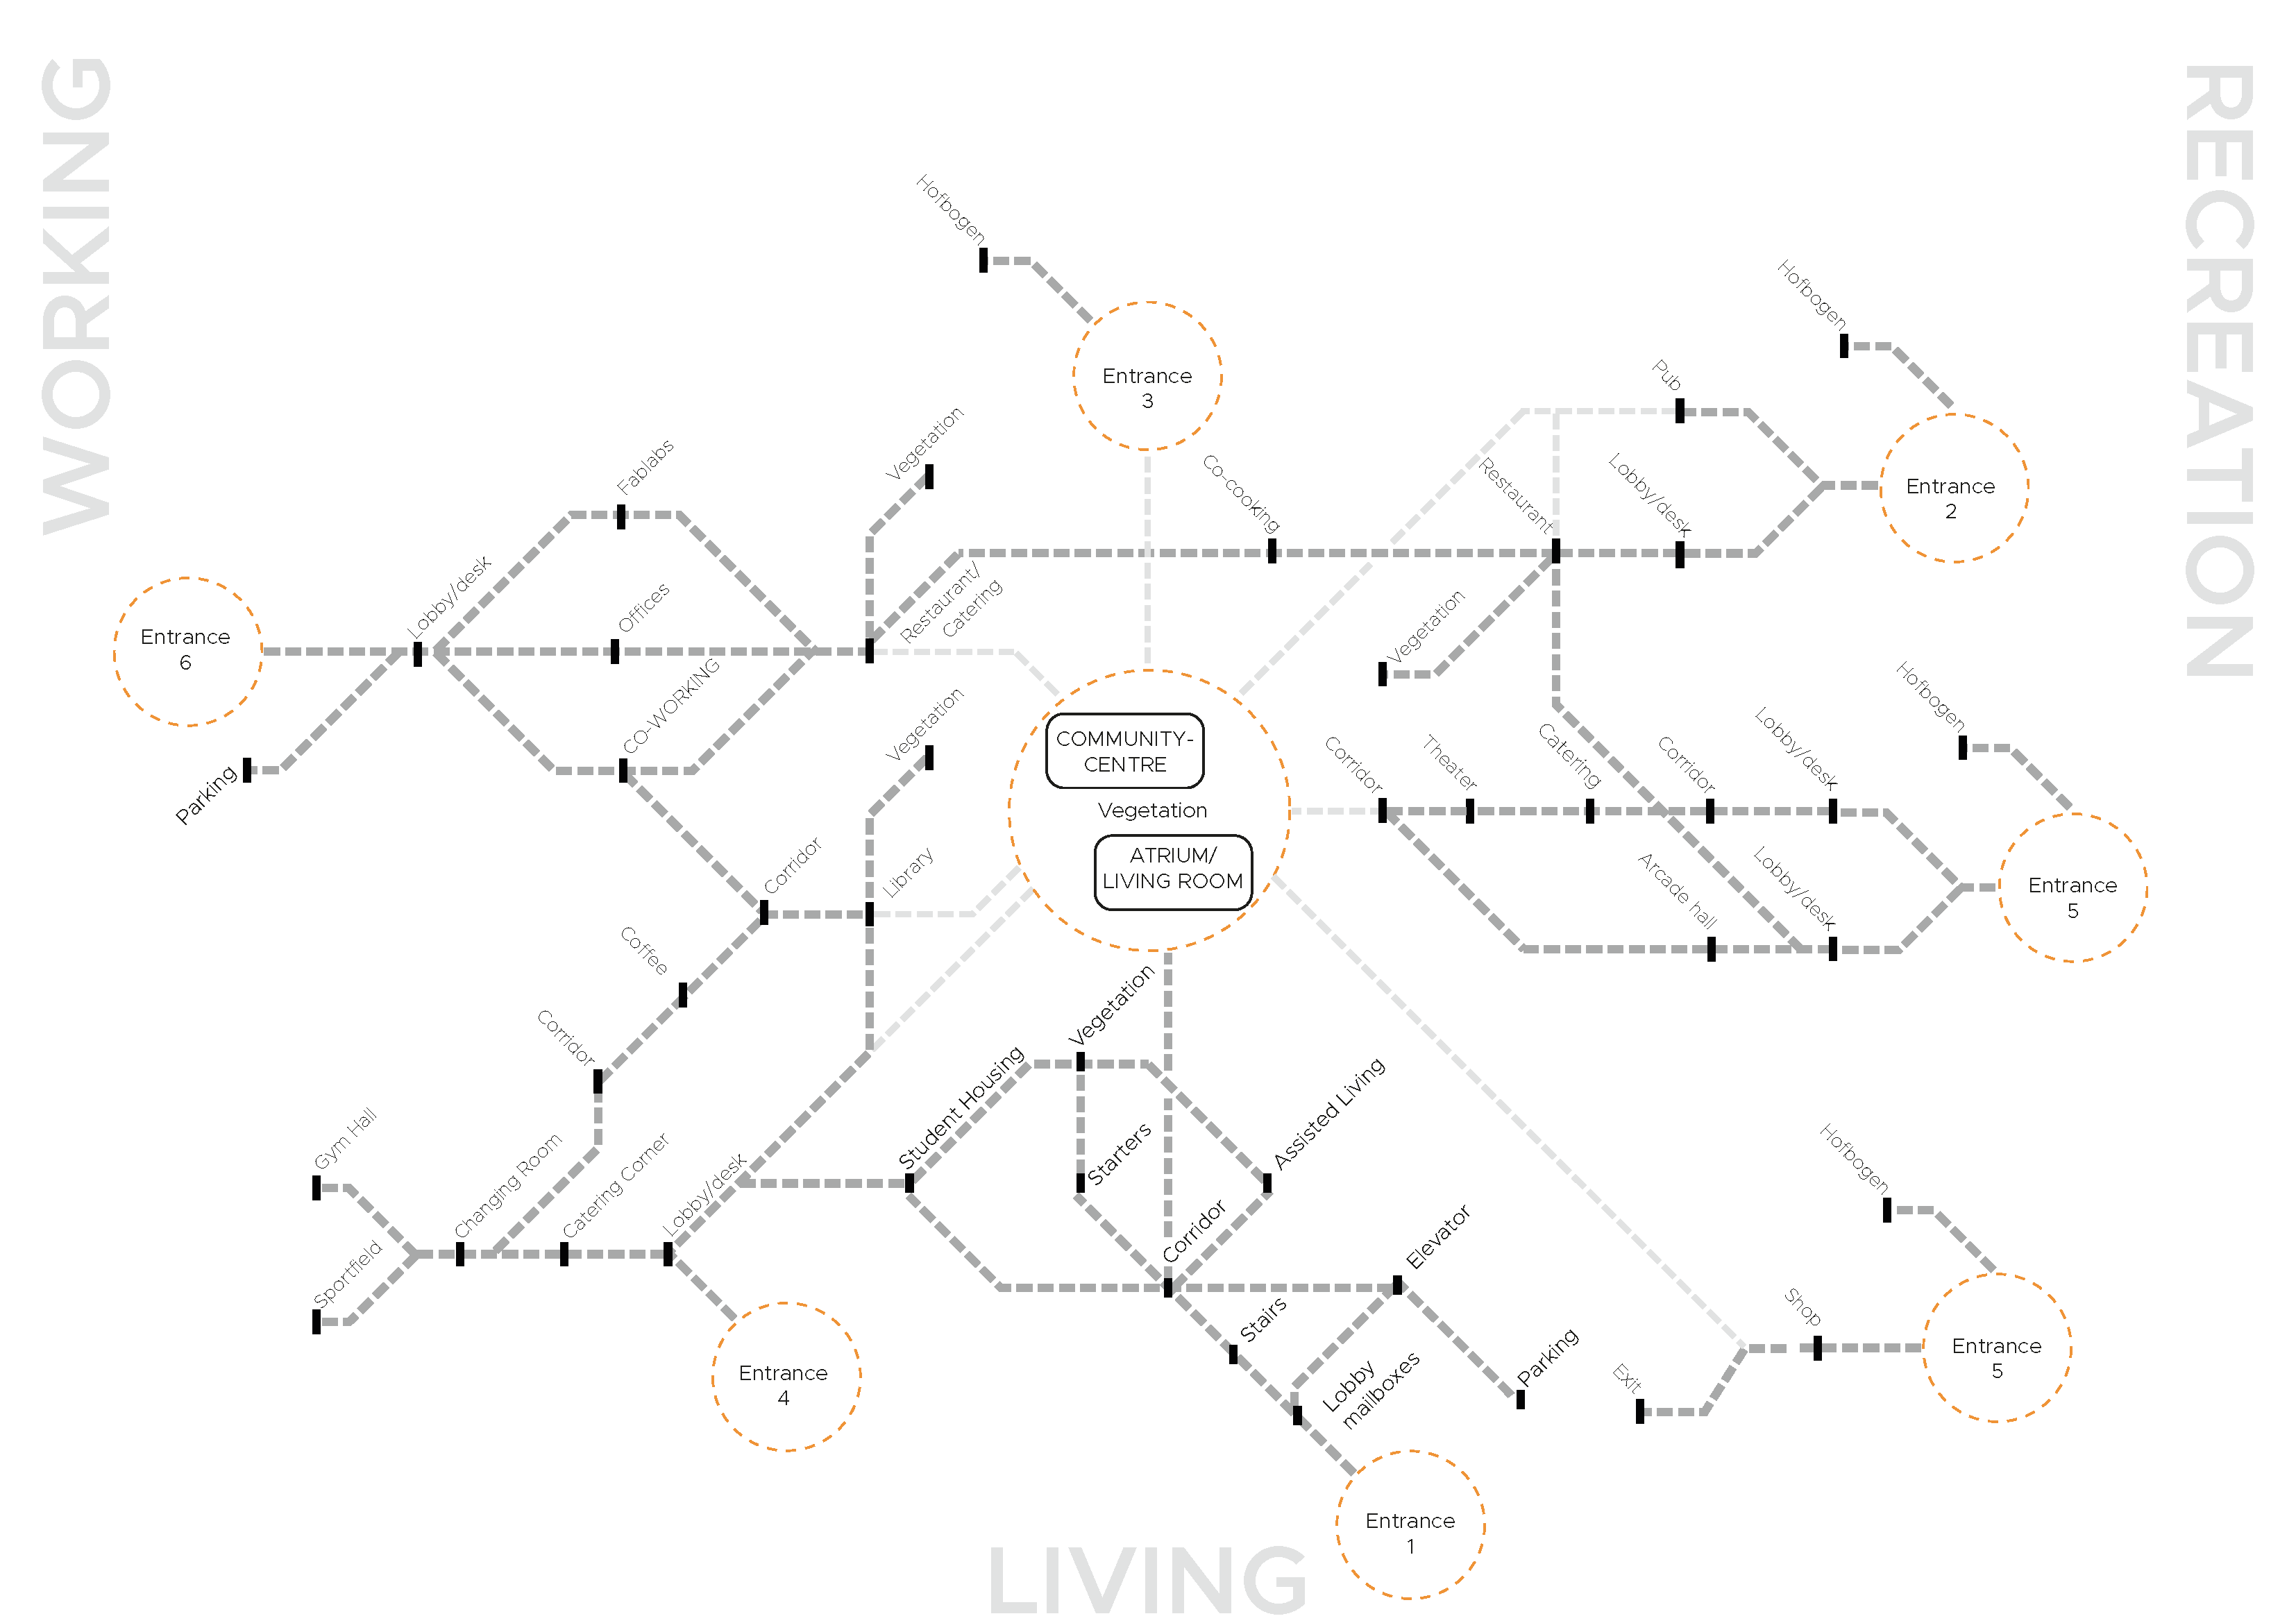 WORKING
RECREATION
Hofbogen
Entrance
3
Hofbogen
Pub
Entrance
2
Vegetation
Fablabs
Co-cooking
Restaurant
Lobby/desk
Lobby/desk
Offices
Restaurant/
Catering
Vegetation
Entrance
6
CO-WORKING
Parking
Vegetation
COMMUNITY-
CENTRE
Vegetation
ATRIUM/
LIVING ROOM
Corridor
Theater
Catering
Corridor
Lobby/desk
Hofbogen
Corridor
Library
Arcade hall
Lobby/desk
Entrance
5
Coffee
Corridor
Vegetation
Student Housing
Starters
Assisted Living
Gym Hall
Sportfield
Changing Room
Catering Corner
Lobby/desk
Corridor
Elevator
Hofbogen
Stairs
Lobby
mailboxes
Parking
Shop
Exit
Entrance
5
Entrance
4
Entrance
1
LIVING